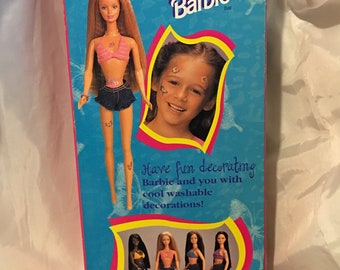 Barbie
Have fun decorating
Barbie and you with
cool washable
decorations!